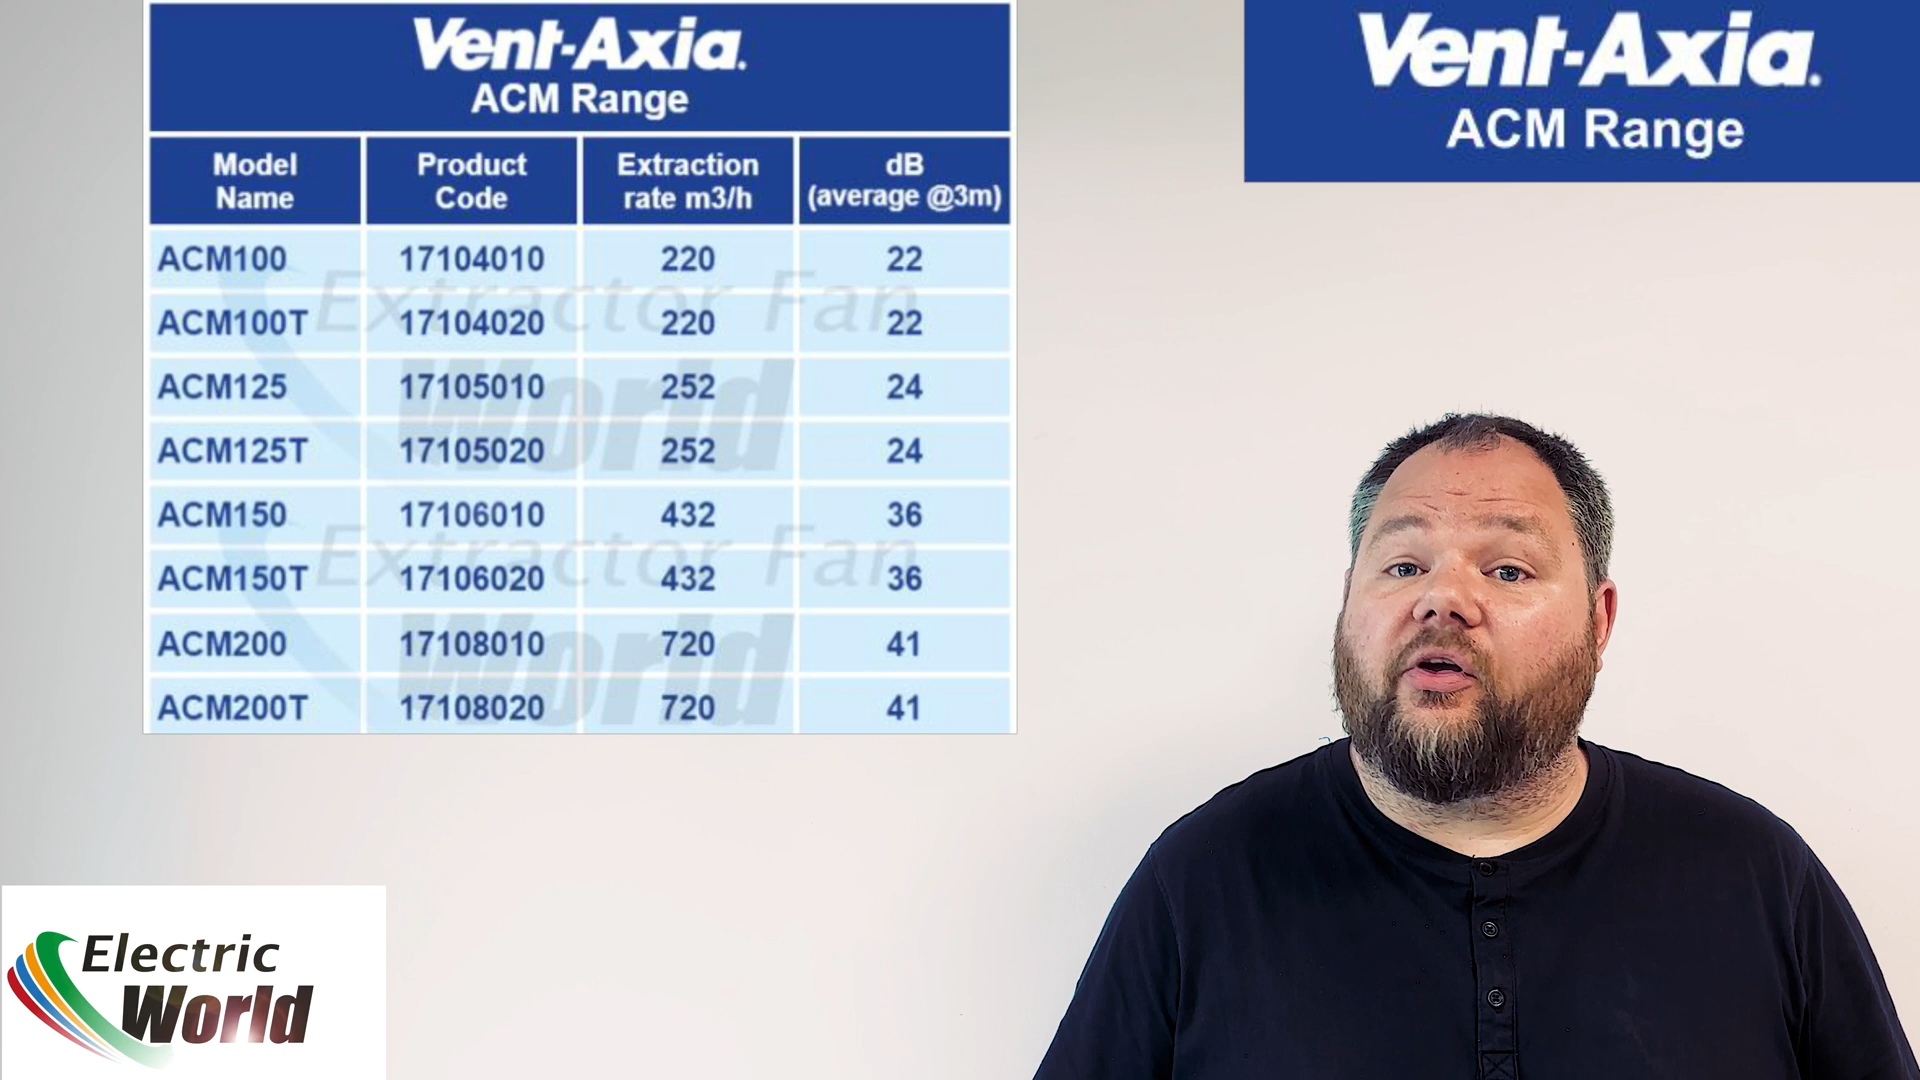 Vent-Axia.
ACM Range
Model Name Product Code Extraction rate m3/h dB (average @3m)
ACM100 17104010 220 22
ACM100T 17104020 220 22
ACM125 17105010 252 24
ACM125T 17105020 252 24
ACM150 17106010 432 36
ACM150T 17106020 432 36
ACM200 17108010 720 41
ACM200T 17108020 720 41
Extractor Fan
World
Extractor Fan
World
Vent-Axia.
ACM Range
Electric
World